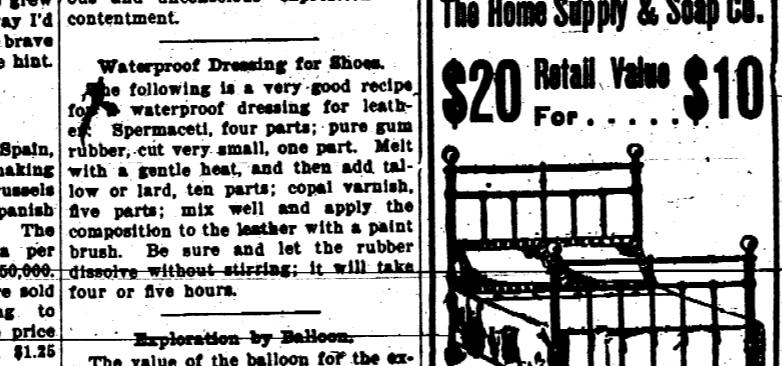 ay I'd
brave
hint.
Spain,
making
russels
panish
The
a per
50,000.
re sold
ng to
price
$1.25
contentment.
Waterproof Dressing for Shoes.
The following is a very good recipe
for a waterproof dressing for leath-
er: Spermaceti, four parts; pure gum
rubber, cut very small, one part. Melt
with a gentle heat, and then add tal-
low or lard, ten parts; copal varnish,
five parts; mix well and apply the
composition to the leather with a paint
brush. Be sure and let the rubber
dissolve without stirring; it will take
four or five hours.
Exploration by Balloon.
The value of the balloon for the ex-
The Home Supply & Soap Co.
$20 Retail Value $10
For . . . . .